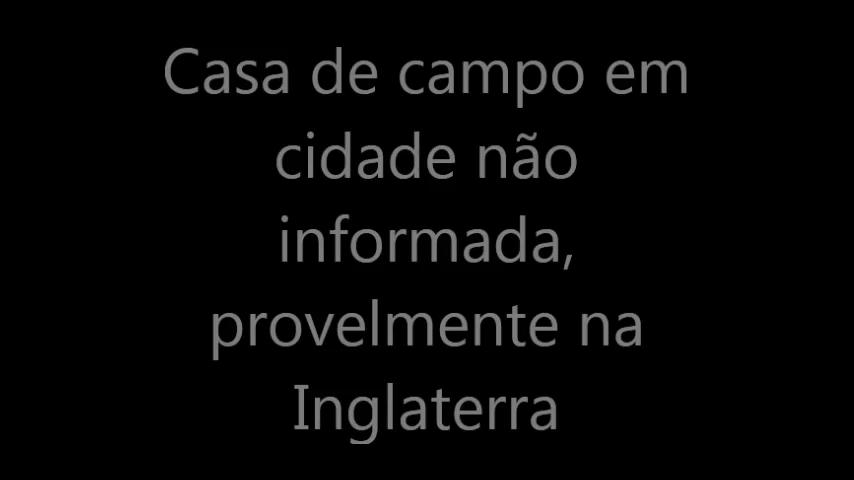 Casa de campo em
cidade não
informada,
provelmente na
Inglaterra